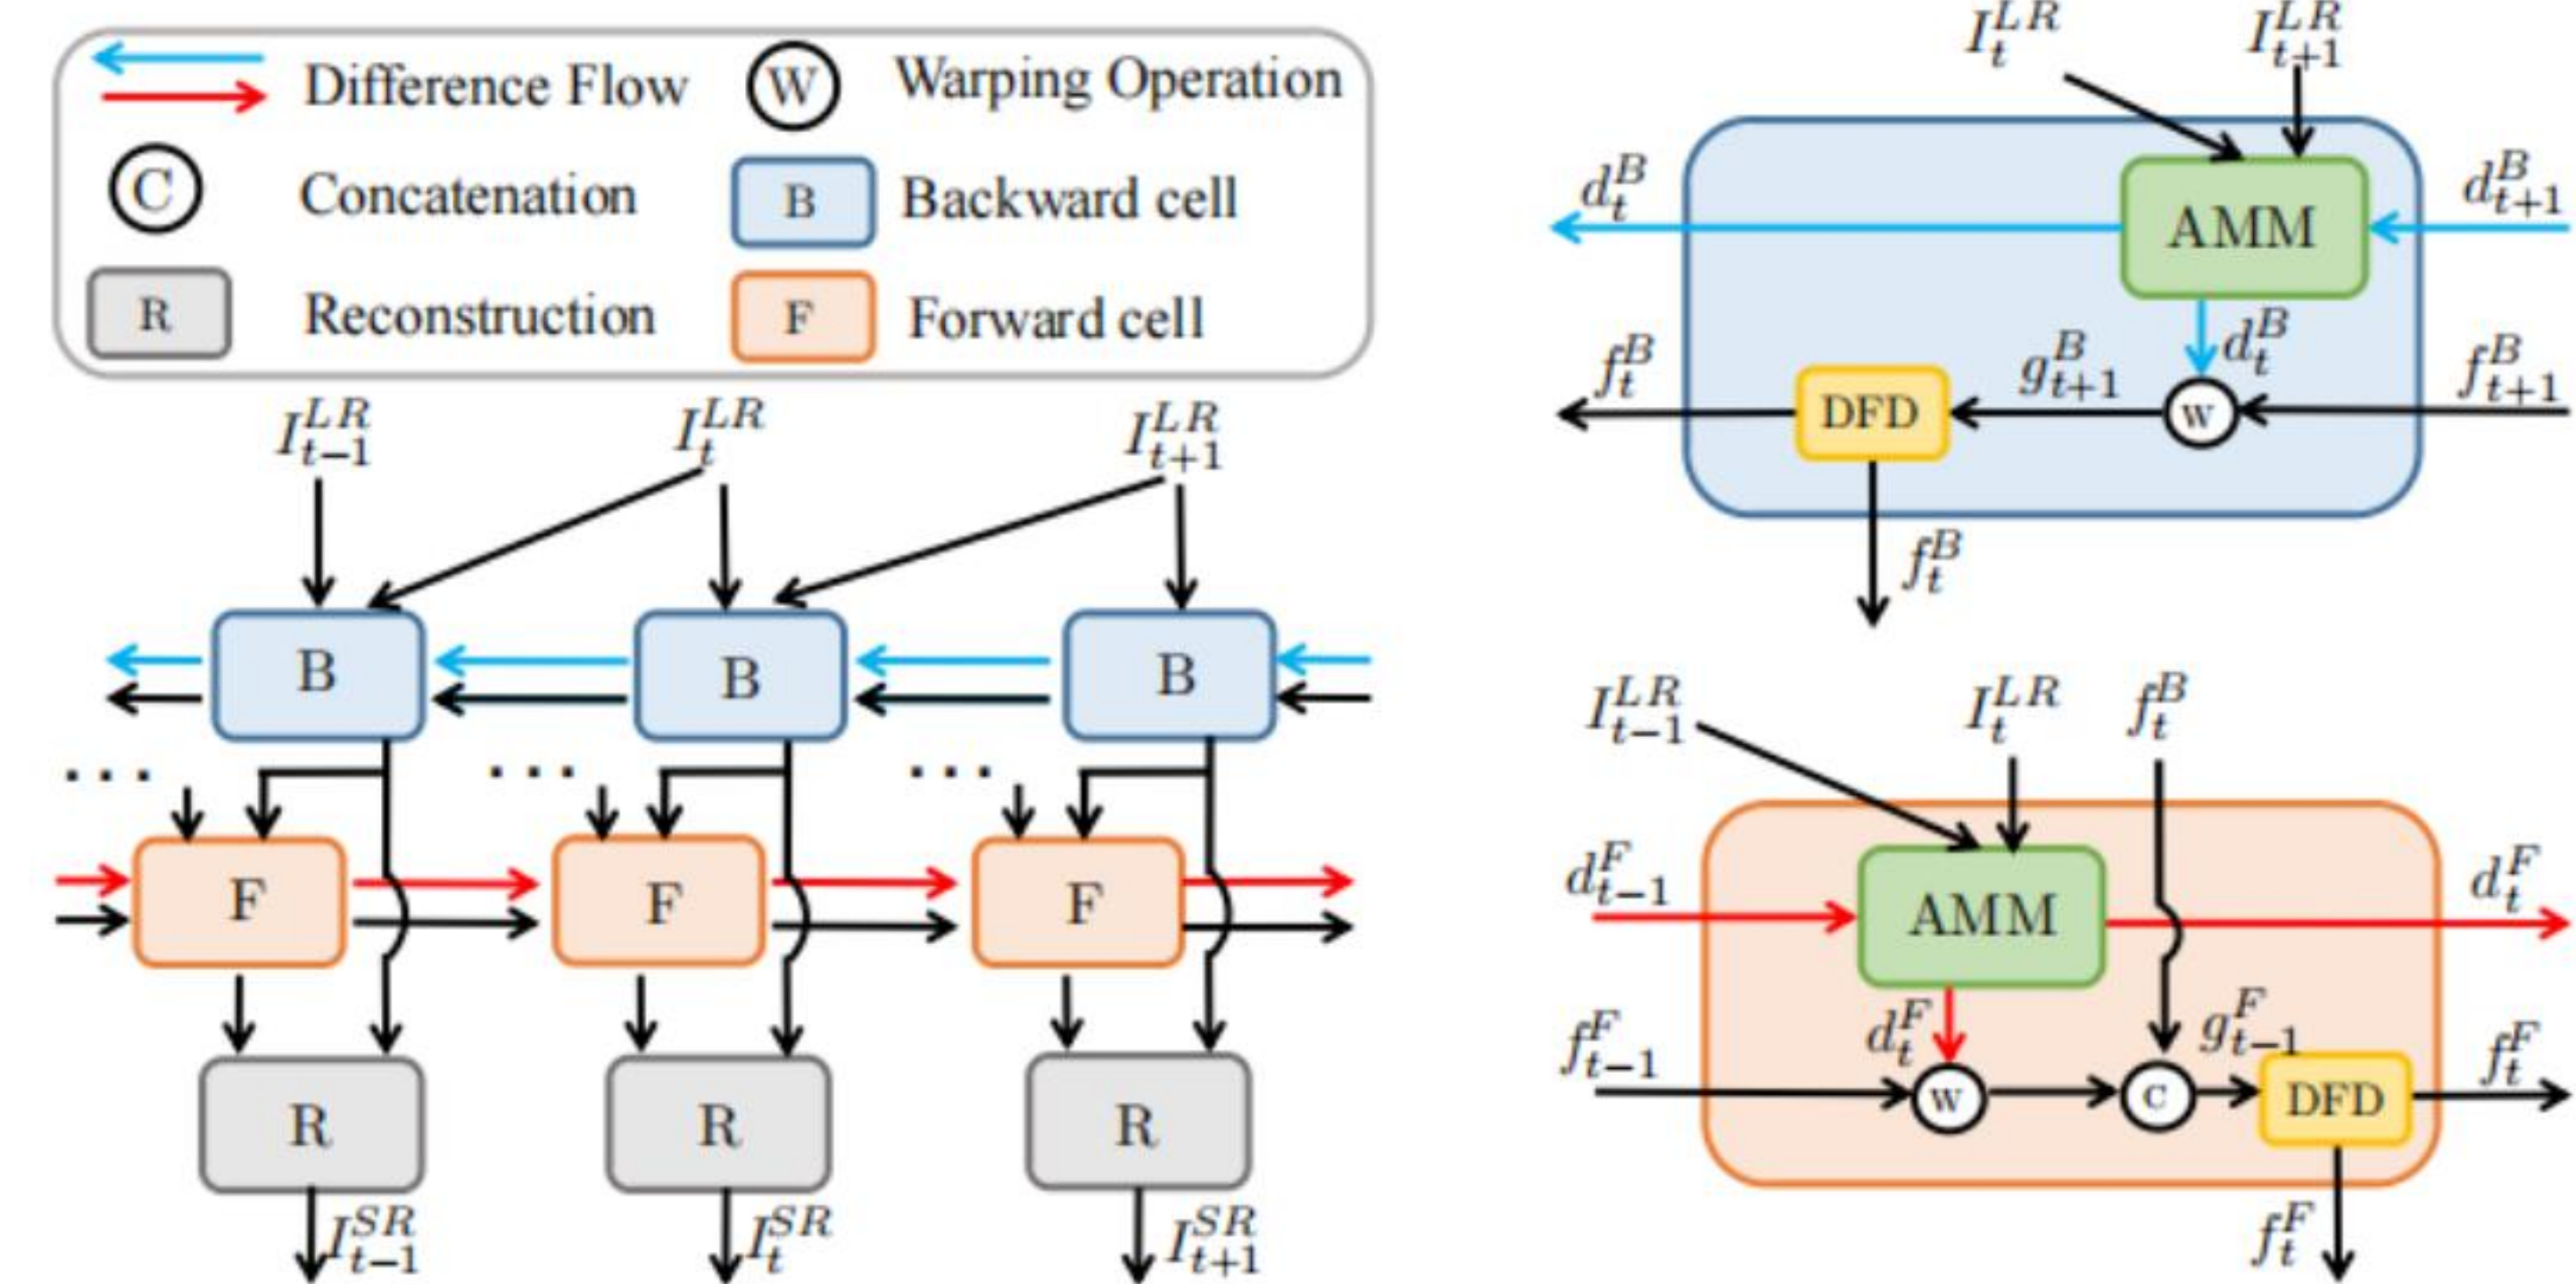 Difference Flow
W Warping Operation
C Concatenation
B Backward cell
R Reconstruction
F Forward cell
I_{t-1}^{LR} I_t^{LR} I_{t+1}^{LR}
B B B
... ... ...
F F F
R R R
I_{t-1}^{SR} I_t^{SR} I_{t+1}^{SR}
I_t^{LR} I_{t+1}^{LR}
d_t^B AMM d_{t+1}^B
d_t^B
f_t^B DFD g_{t+1}^B W f_{t+1}^B
f_t^B
I_{t-1}^{LR} I_t^{LR} f_t^B
d_{t-1}^F AMM d_t^F
d_t^F g_{t-1}^F
f_{t-1}^F W C DFD f_t^F
f_t^F